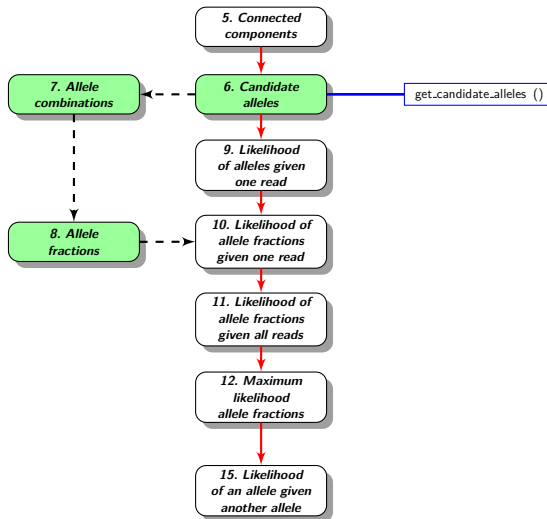 5. Connected
components
7. Allele
combinations
6. Candidate
alleles
get_candidate_alleles ()
9. Likelihood
of alleles given
one read
8. Allele
fractions
10. Likelihood of
allele fractions
given one read
11. Likelihood of
allele fractions
given all reads
12. Maximum
likelihood
allele fractions
15. Likelihood
of an allele given
another allele